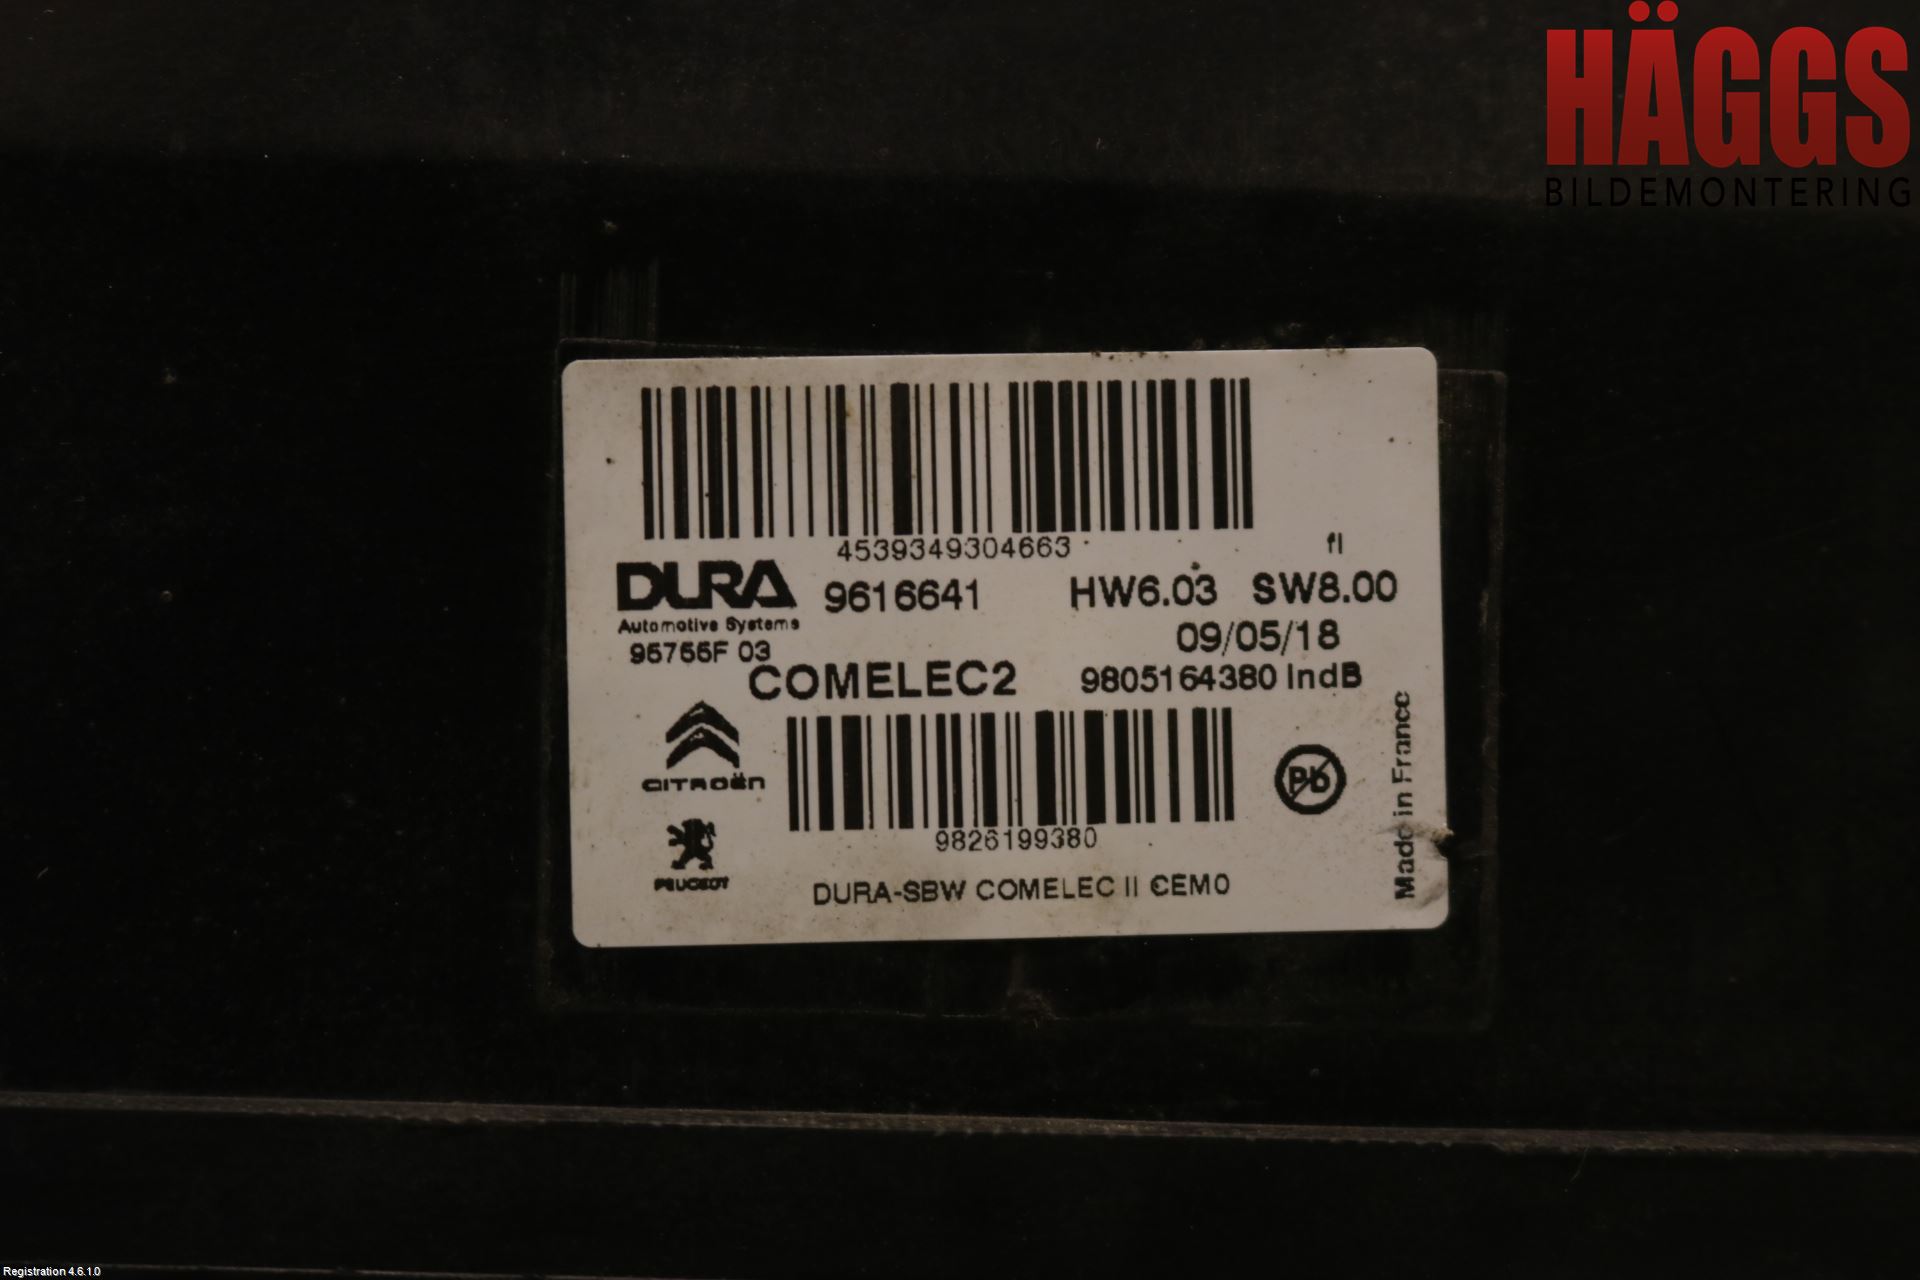 HÄGGS
BILDEMONTERING
4539349304663
fl
DURA
Automotive Systems
9616641
HW6.03 SW8.00
09/05/18
95755F 03
COMELEC2
9805164380 IndB
CITROËN
9826199380
Pb
Made in France
PEUGEOT
DURA-SBW COMELEC II CEM0
Registration 4.6.1.0